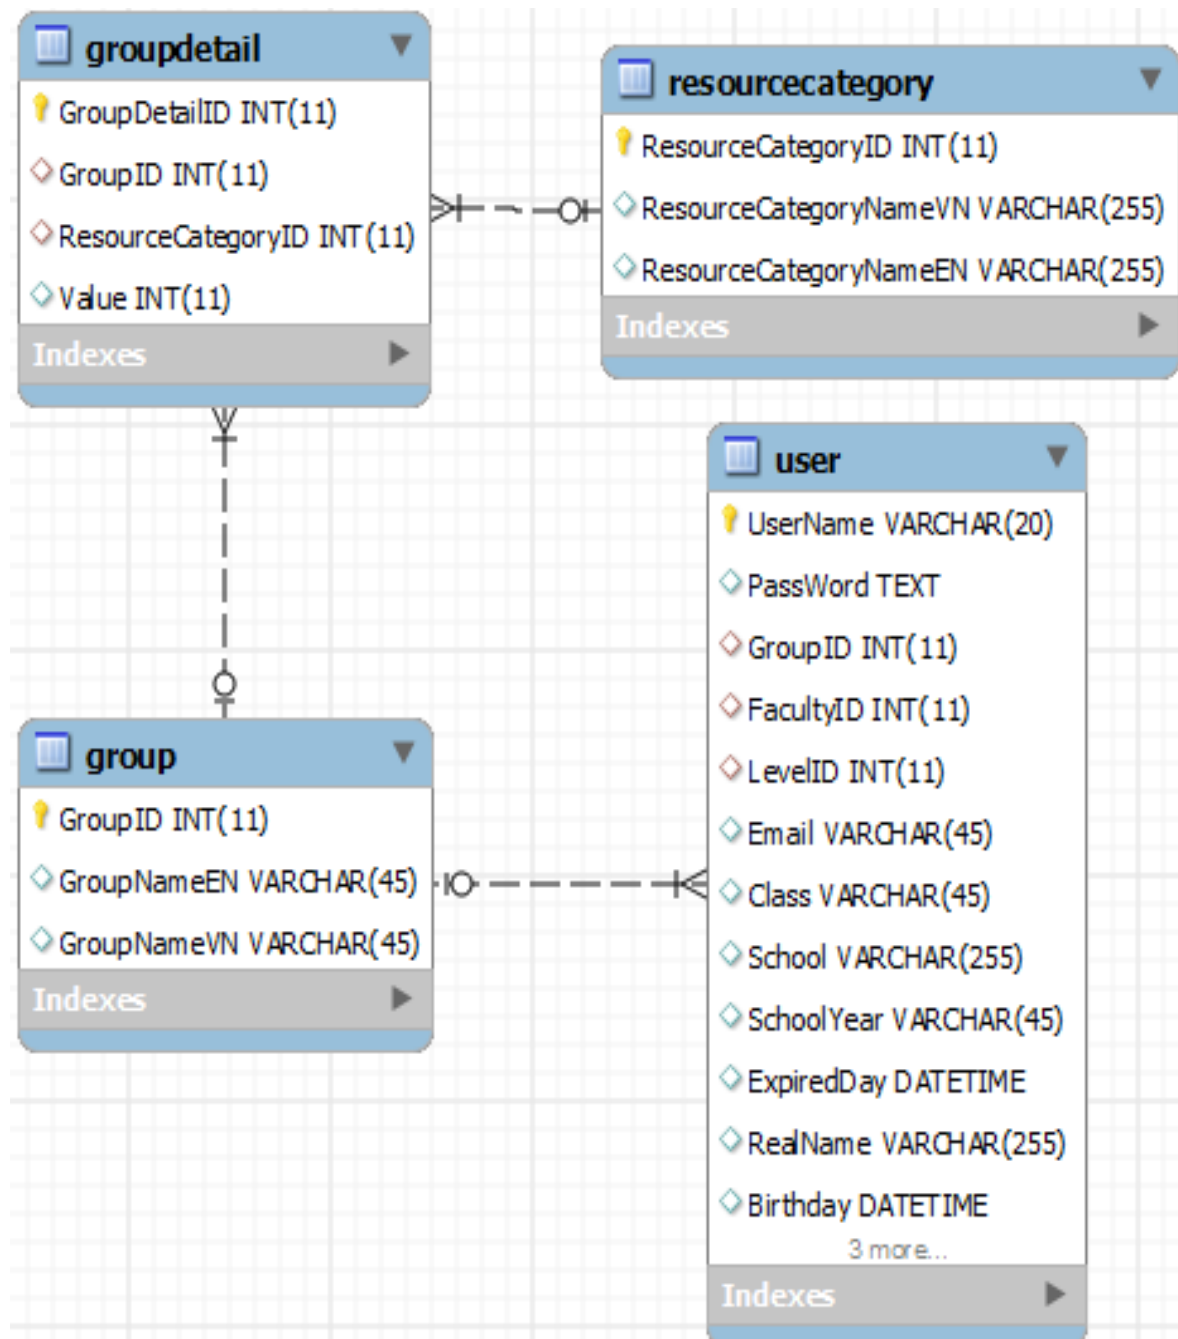 groupdetail
GroupDetailID INT(11)
GroupID INT(11)
ResourceCategoryID INT(11)
Value INT(11)
Indexes
resourcecategory
ResourceCategoryID INT(11)
ResourceCategoryNameVN VARCHAR(255)
ResourceCategoryNameEN VARCHAR(255)
Indexes
group
GroupID INT(11)
GroupNameEN VARCHAR(45)
GroupNameVN VARCHAR(45)
Indexes
user
UserName VARCHAR(20)
PassWord TEXT
GroupID INT(11)
FacultyID INT(11)
LevelID INT(11)
Email VARCHAR(45)
Class VARCHAR(45)
School VARCHAR(255)
SchoolYear VARCHAR(45)
ExpiredDay DATETIME
RealName VARCHAR(255)
Birthday DATETIME
3 more...
Indexes